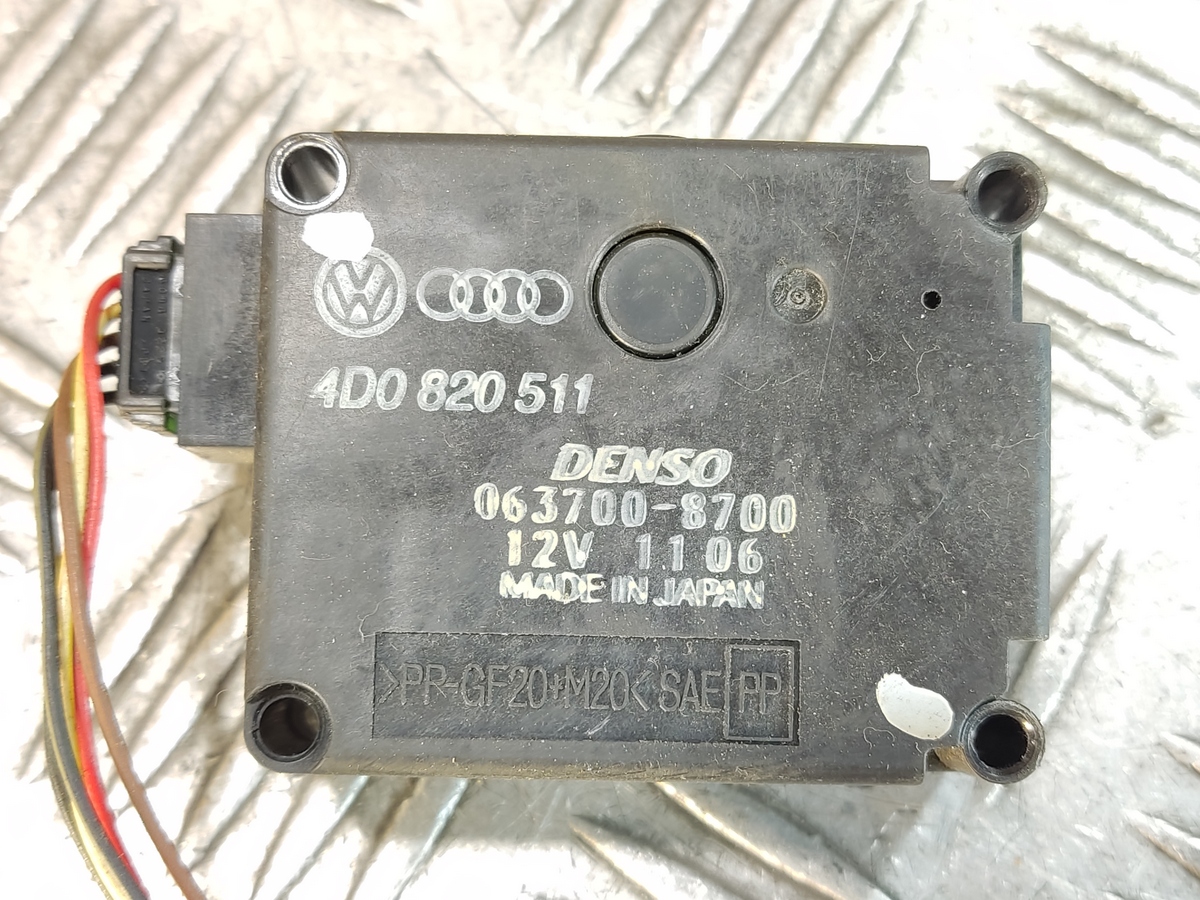 4D0 820 511
DENSO
063700-8700
12V 11 06
MADE IN JAPAN
>PP-GF20+M20< SAE PP